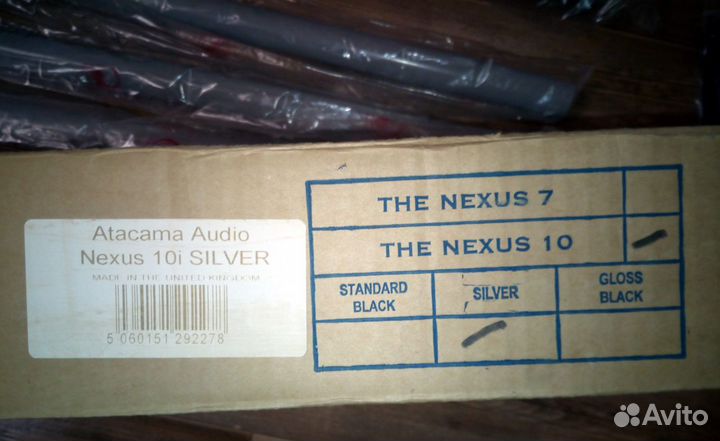 Atacama Audio
Nexus 10i SILVER
MADE IN THE UNITED KINGDOM
5 060151 292278
THE NEXUS 7
THE NEXUS 10
STANDARD
BLACK
SILVER
GLOSS
BLACK
Avito